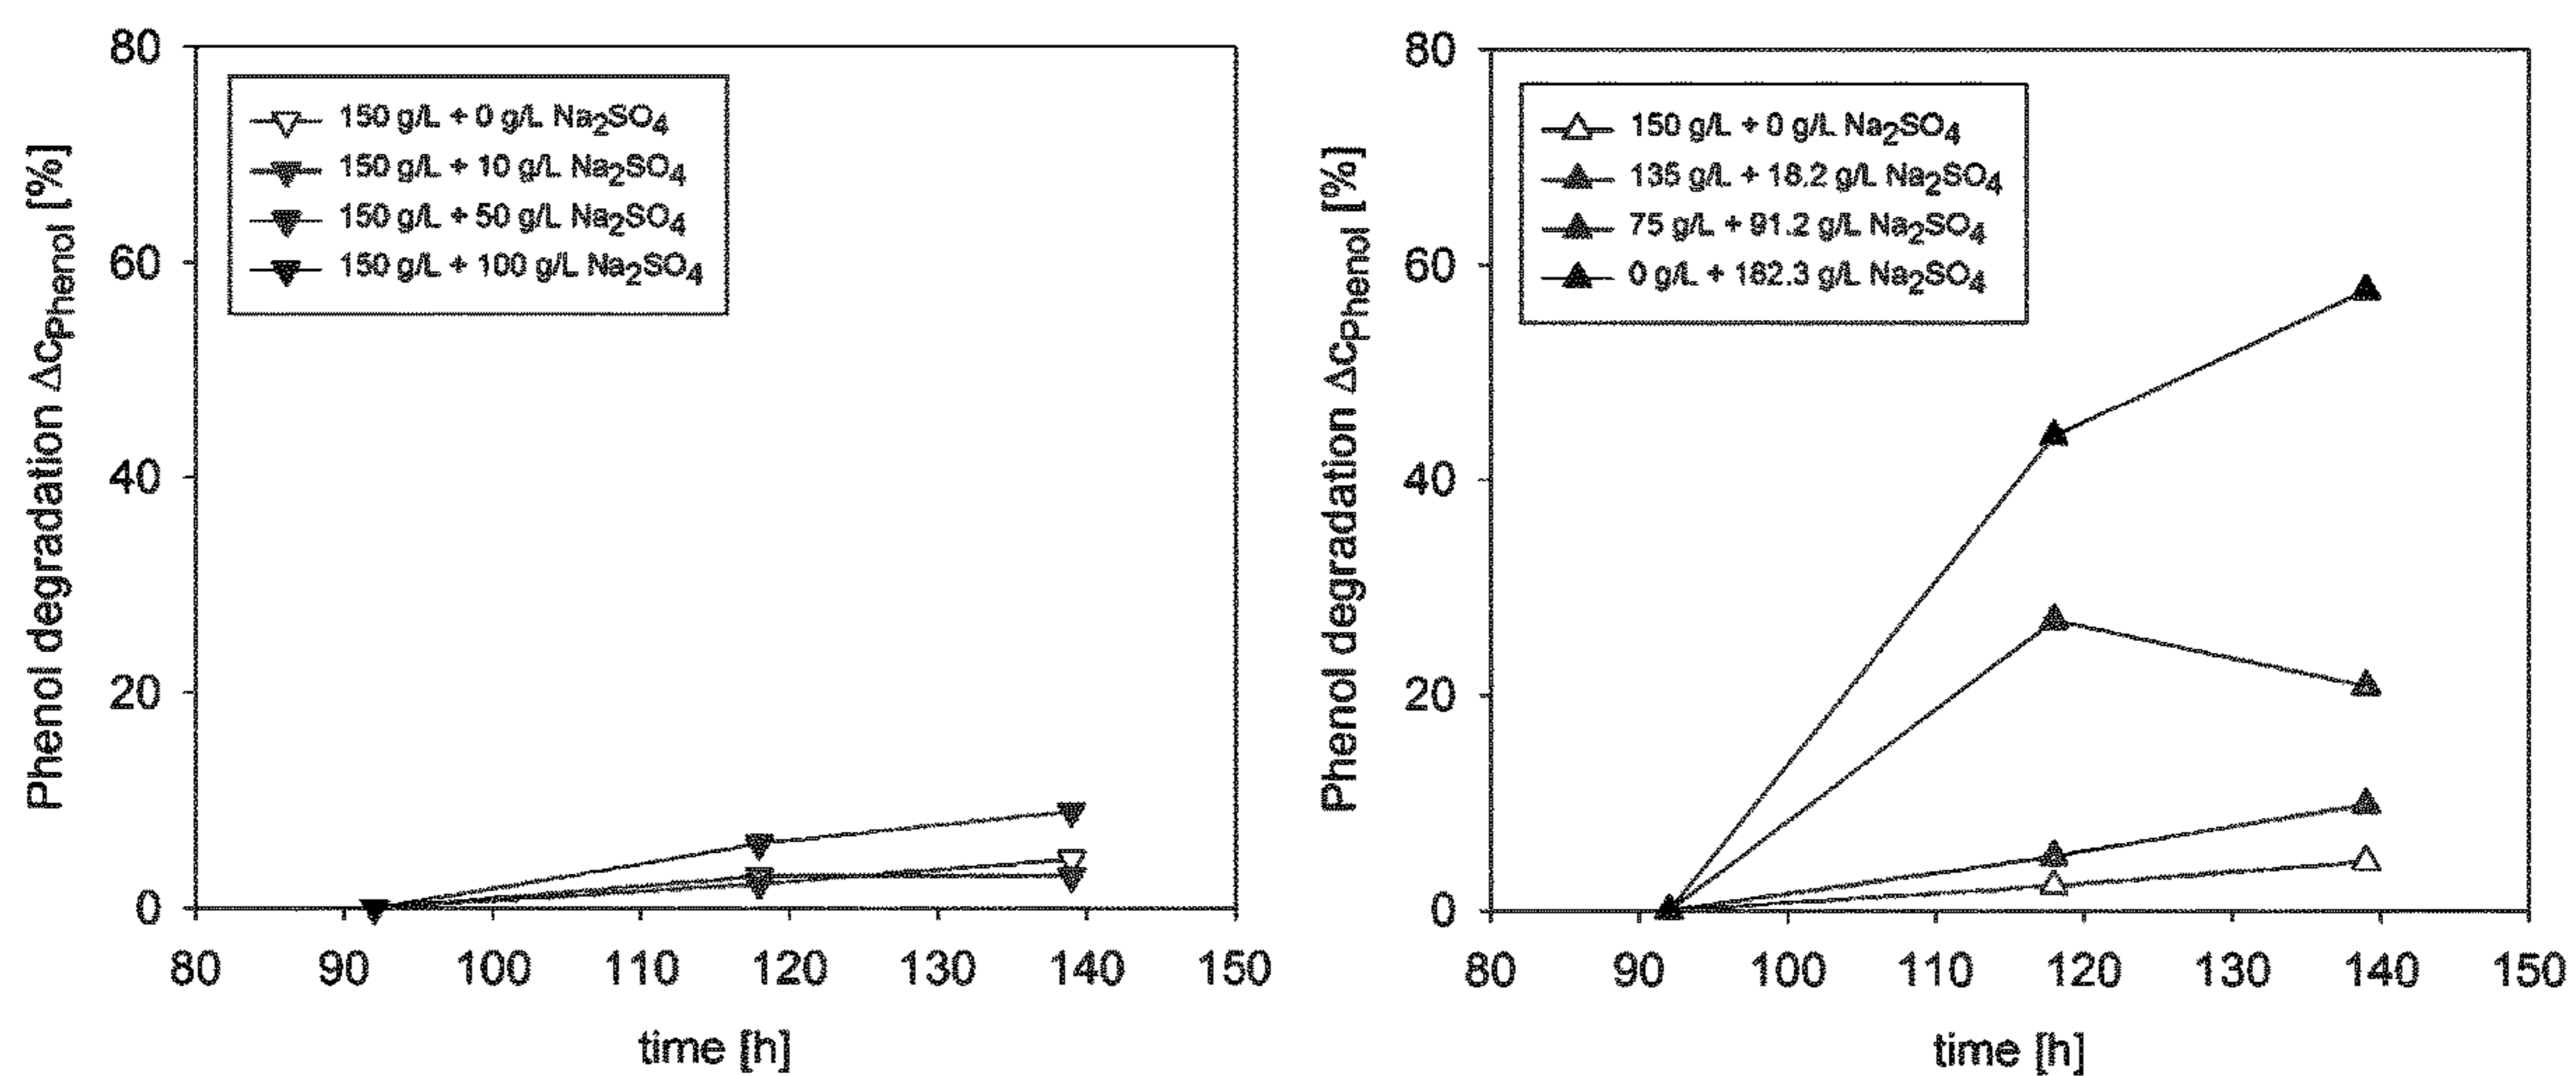 Phenol degradation ΔcPhenol [%]
80
60
40
20
0
150 g/L + 0 g/L Na₂SO₄
150 g/L + 10 g/L Na₂SO₄
150 g/L + 50 g/L Na₂SO₄
150 g/L + 100 g/L Na₂SO₄
80 90 100 110 120 130 140 150
time [h]
Phenol degradation ΔcPhenol [%]
80
60
40
20
0
150 g/L + 0 g/L Na₂SO₄
135 g/L + 18.2 g/L Na₂SO₄
75 g/L + 91.2 g/L Na₂SO₄
0 g/L + 182.3 g/L Na₂SO₄
80 90 100 110 120 130 140 150
time [h]